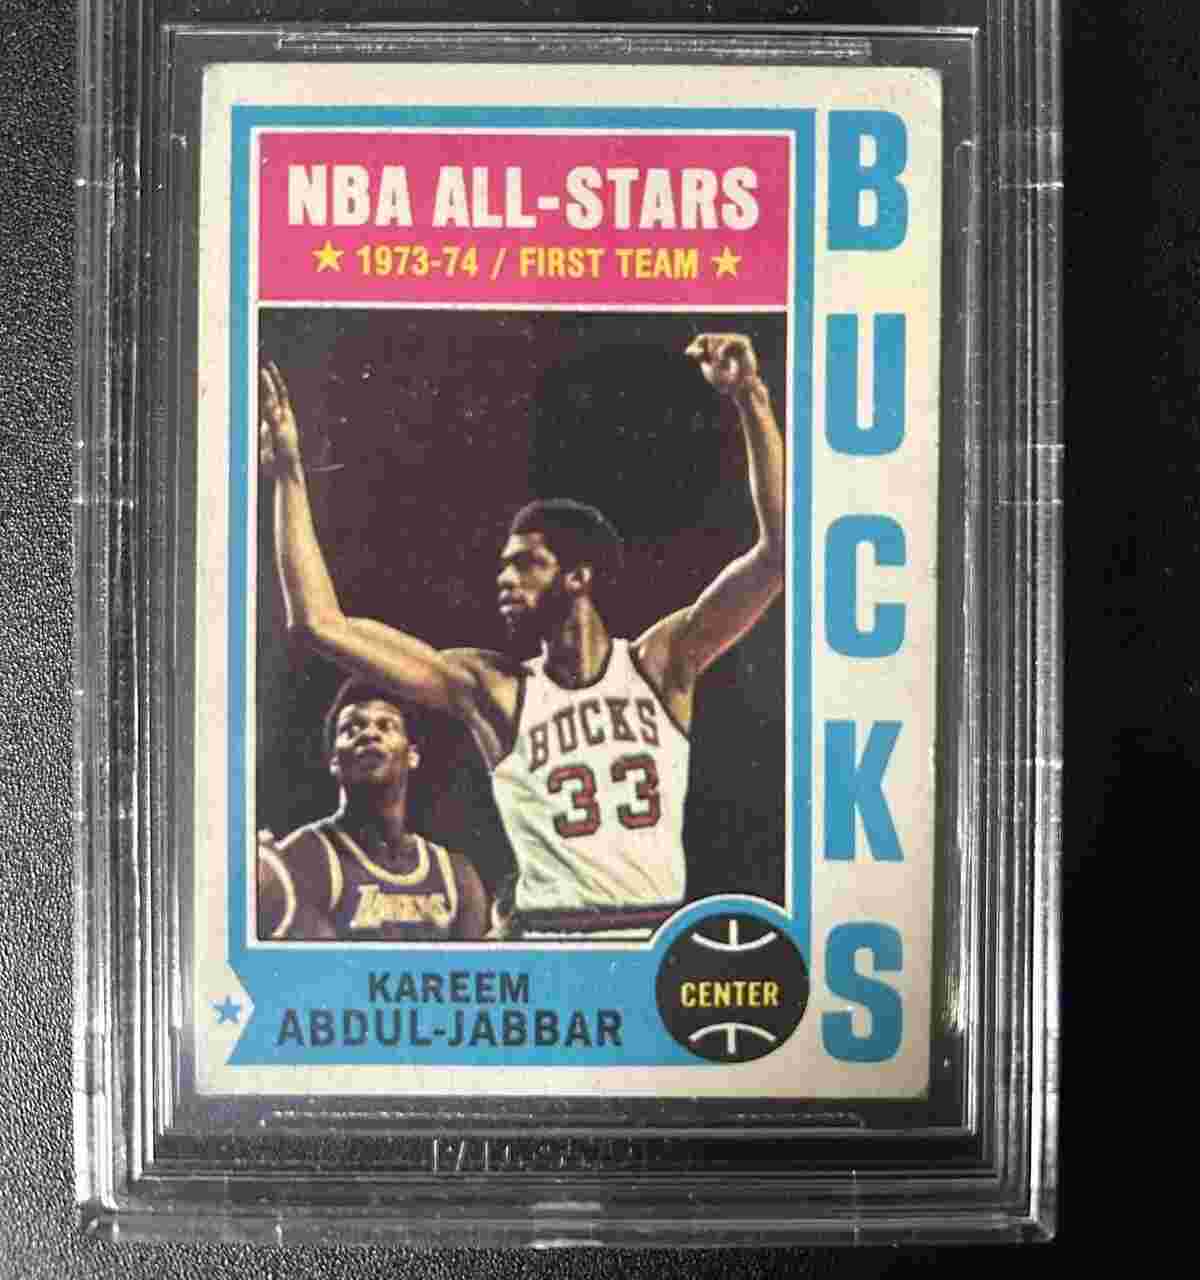 NBA ALL-STARS
★ 1973-74 / FIRST TEAM ★
BUCKS
BUCKS
33
LAKERS
KAREEM
ABDUL-JABBAR
CENTER